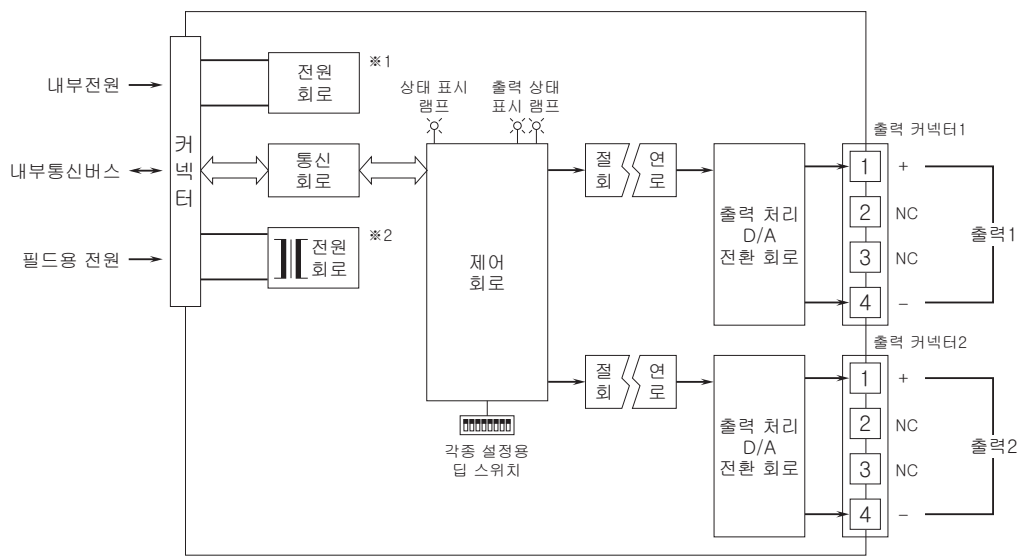 내부전원
내부통신버스
필드용 전원
커
넥
터
전원
회로
※1
통신
회로
전원
회로
※2
상태 표시
램프
출력 상태
표시 램프
제어
회로
각종 설정용
딥 스위치
절 연
회 로
출력 처리
D/A
전환 회로
출력 커넥터1
1 +
2 NC
3 NC
4 −
출력1
절 연
회 로
출력 처리
D/A
전환 회로
출력 커넥터2
1 +
2 NC
3 NC
4 −
출력2